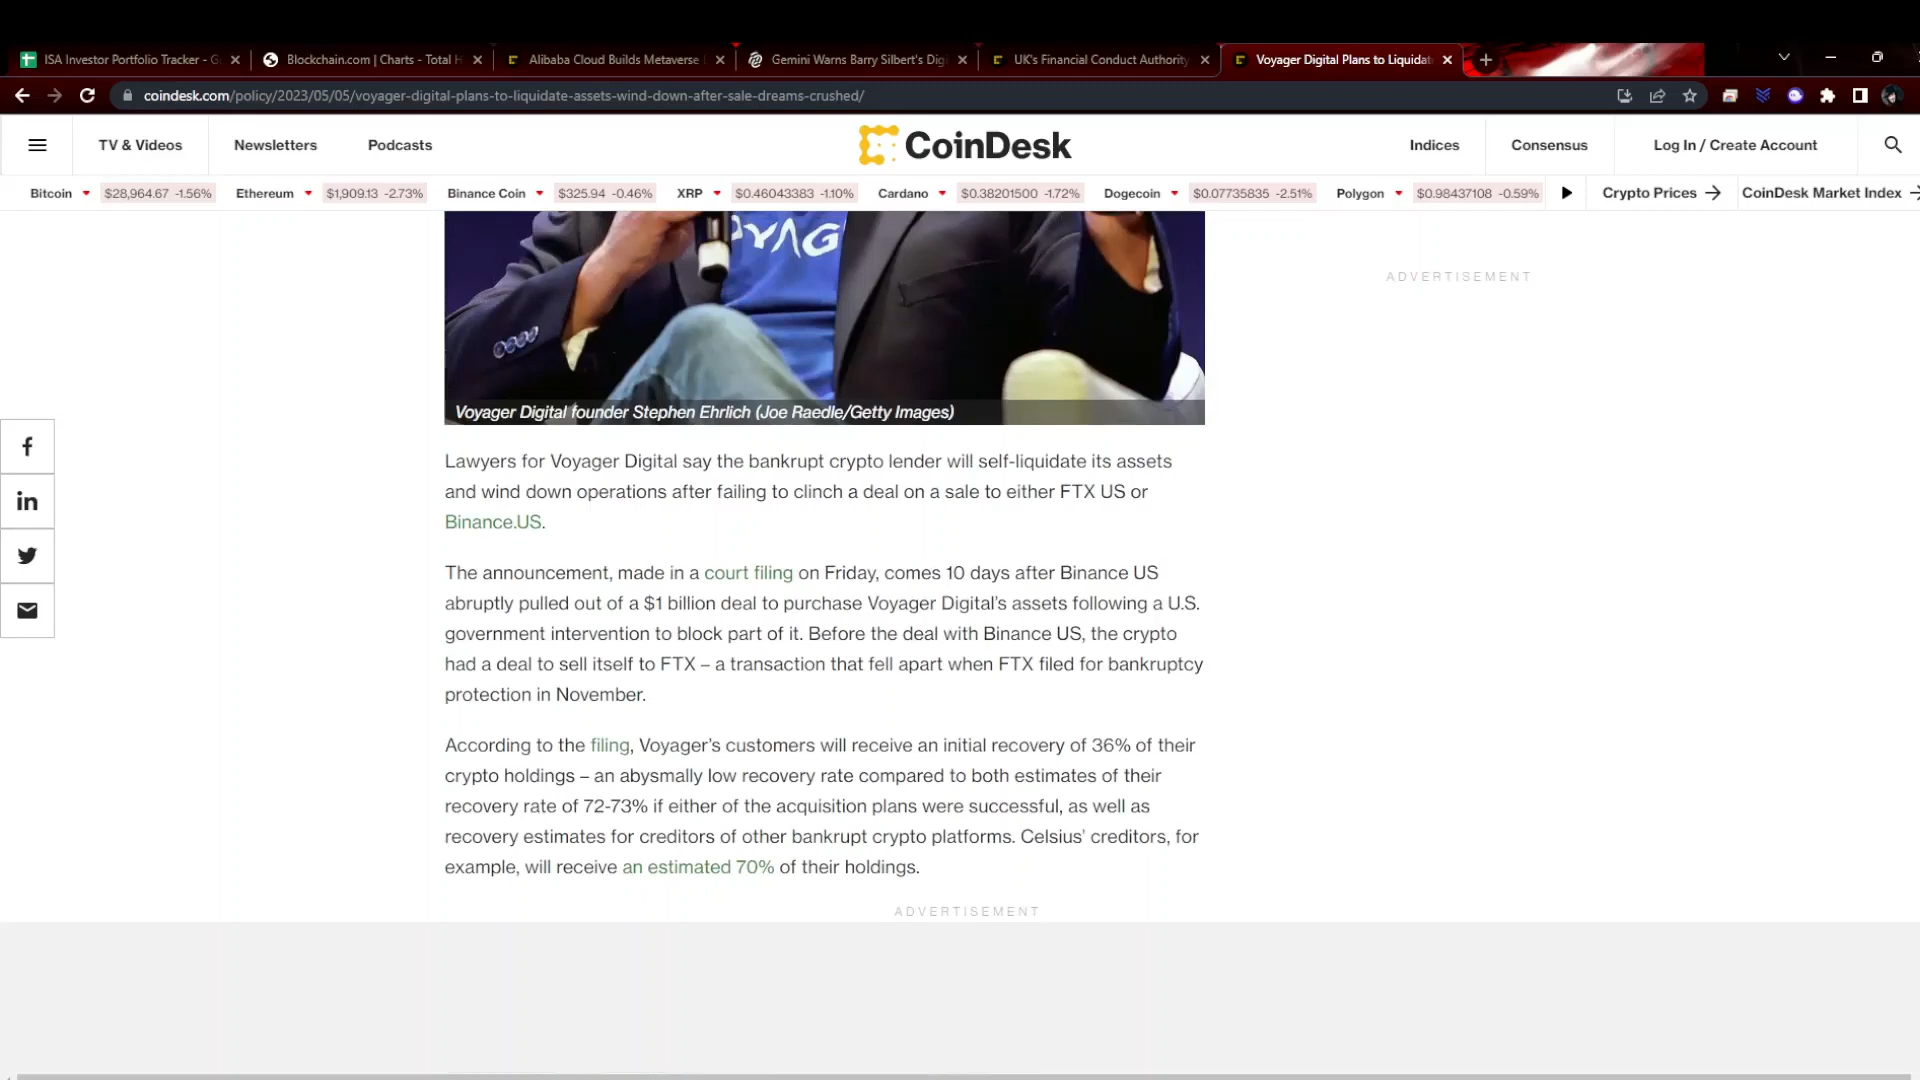 ISA Investor Portfolio Tracker - G
Blockchain.com | Charts - Total H
Alibaba Cloud Builds Metaverse
Gemini Warns Barry Silbert's Digi
UK's Financial Conduct Authority
Voyager Digital Plans to Liquidat
coindesk.com/policy/2023/05/05/voyager-digital-plans-to-liquidate-assets-wind-down-after-sale-dreams-crushed/
TV & Videos
Newsletters
Podcasts
CoinDesk
Indices
Consensus
Log In / Create Account
Bitcoin $28,964.67 -1.56% Ethereum $1,909.13 -2.73% Binance Coin $325.94 -0.46% XRP $0.46043383 -1.10% Cardano $0.38201500 -1.72% Dogecoin $0.07735835 -2.51% Polygon $0.98437108 -0.59% Crypto Prices → CoinDesk Market Index →
OYAG
ADVERTISEMENT
Voyager Digital founder Stephen Ehrlich (Joe Raedle/Getty Images)
Lawyers for Voyager Digital say the bankrupt crypto lender will self-liquidate its assets
and wind down operations after failing to clinch a deal on a sale to either FTX US or
Binance.US.
The announcement, made in a court filing on Friday, comes 10 days after Binance US
abruptly pulled out of a $1 billion deal to purchase Voyager Digital's assets following a U.S.
government intervention to block part of it. Before the deal with Binance US, the crypto
had a deal to sell itself to FTX – a transaction that fell apart when FTX filed for bankruptcy
protection in November.
According to the filing, Voyager's customers will receive an initial recovery of 36% of their
crypto holdings – an abysmally low recovery rate compared to both estimates of their
recovery rate of 72-73% if either of the acquisition plans were successful, as well as
recovery estimates for creditors of other bankrupt crypto platforms. Celsius' creditors, for
example, will receive an estimated 70% of their holdings.
ADVERTISEMENT